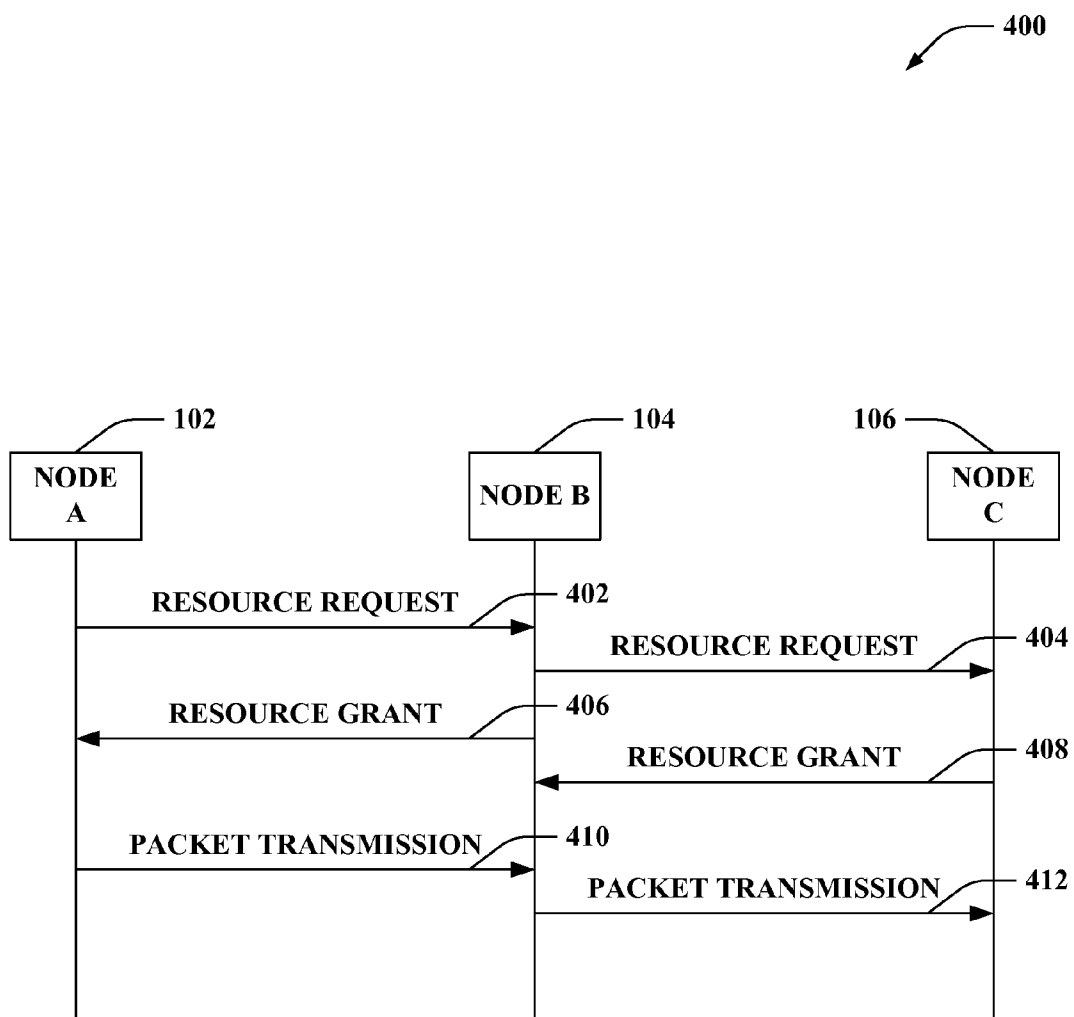 400
102
104
106
NODE
A
NODE B
NODE
C
RESOURCE REQUEST
402
RESOURCE REQUEST
404
RESOURCE GRANT
406
RESOURCE GRANT
408
PACKET TRANSMISSION
410
PACKET TRANSMISSION
412